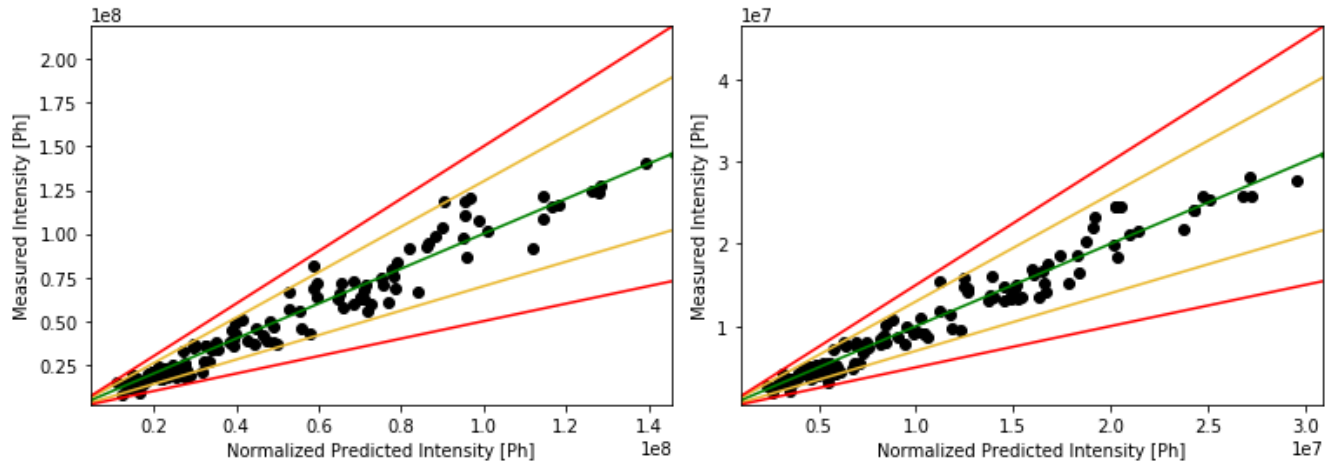 1e8
2.00
1.75
1.50
1.25
1.00
0.75
0.50
0.25
Measured Intensity [Ph]
0.2 0.4 0.6 0.8 1.0 1.2 1.4
1e8
Normalized Predicted Intensity [Ph]
1e7
4
3
2
1
Measured Intensity [Ph]
0.5 1.0 1.5 2.0 2.5 3.0
1e7
Normalized Predicted Intensity [Ph]